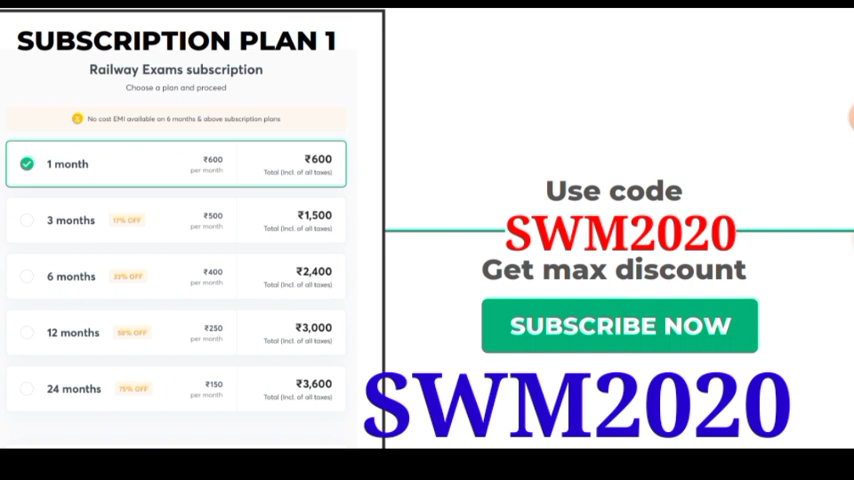 SUBSCRIPTION PLAN 1
Railway Exams subscription
Choose a plan and proceed
No cost EMI available on 6 months & above subscription plans
1 month ₹600 per month ₹600 Total (Incl. of all taxes)
3 months 17% OFF ₹500 per month ₹1,500 Total (Incl. of all taxes)
6 months 33% OFF ₹400 per month ₹2,400 Total (Incl. of all taxes)
12 months 58% OFF ₹250 per month ₹3,000 Total (Incl. of all taxes)
24 months 75% OFF ₹150 per month ₹3,600 Total (Incl. of all taxes)
Use code
SWM2020
Get max discount
SUBSCRIBE NOW
SWM2020